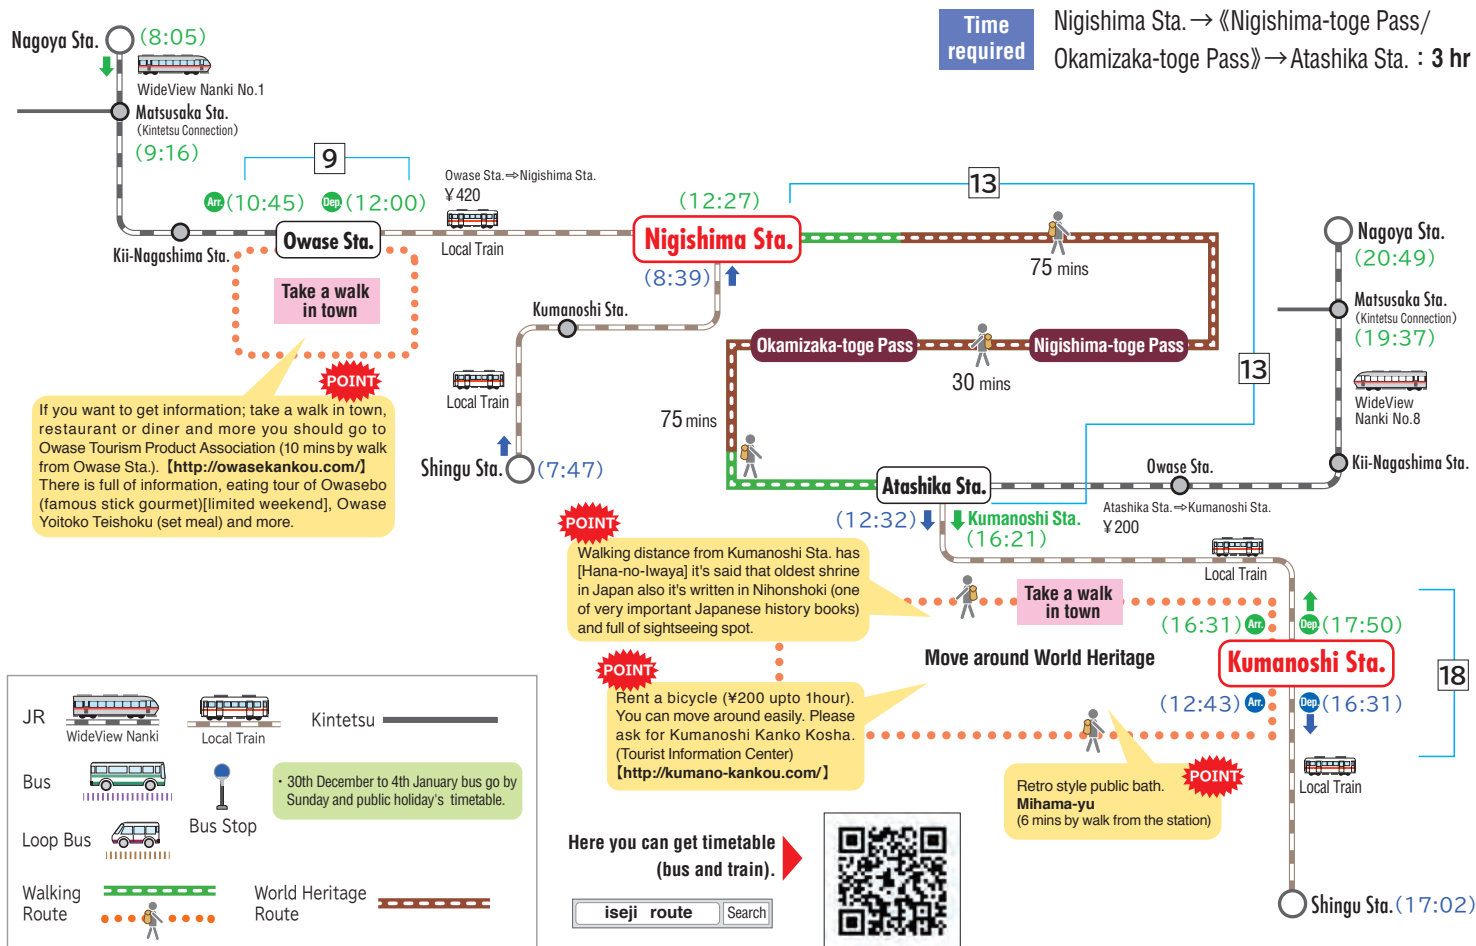 Time
required
Nigishima Sta.→《Nigishima-toge Pass/
Okamizaka-toge Pass》→Atashika Sta. : 3 hr
Nagoya Sta.
(8:05)
WideView Nanki No.1
Matsusaka Sta.
(Kintetsu Connection)
(9:16)
9
Arr. (10:45)
Dep. (12:00)
Kii-Nagashima Sta.
Owase Sta.
Owase Sta.⇒Nigishima Sta.
¥420
Local Train
Take a walk
in town
(12:27)
Nigishima Sta.
(8:39)
13
75 mins
Kumanoshi Sta.
Local Train
Shingu Sta.
(7:47)
Okamizaka-toge Pass
Nigishima-toge Pass
30 mins
75 mins
13
Nagoya Sta.
(20:49)
Matsusaka Sta.
(Kintetsu Connection)
(19:37)
WideView
Nanki No.8
Kii-Nagashima Sta.
Owase Sta.
Atashika Sta.
Atashika Sta.⇒Kumanoshi Sta.
¥200
(12:32)
Kumanoshi Sta.
(16:21)
POINT
If you want to get information; take a walk in town,
restaurant or diner and more you should go to
Owase Tourism Product Association (10 mins by walk
from Owase Sta.). 【http://owasekankou.com/】
There is full of information, eating tour of Owasebo
(famous stick gourmet)[limited weekend], Owase
Yoitoko Teishoku (set meal) and more.
POINT
Walking distance from Kumanoshi Sta. has
[Hana-no-Iwaya] it's said that oldest shrine
in Japan also it's written in Nihonshoki (one
of very important Japanese history books)
and full of sightseeing spot.
Take a walk
in town
Local Train
(16:31) Arr.
Dep. (17:50)
Move around World Heritage
Kumanoshi Sta.
18
(12:43) Arr.
Dep. (16:31)
POINT
Rent a bicycle (¥200 upto 1hour).
You can move around easily. Please
ask for Kumanoshi Kanko Kosha.
(Tourist Information Center)
【http://kumano-kankou.com/】
POINT
Retro style public bath.
Mihama-yu
(6 mins by walk from the station)
Local Train
Shingu Sta. (17:02)
JR
WideView Nanki
Local Train
Kintetsu
Bus
Bus Stop
・30th December to 4th January bus go by
Sunday and public holiday's timetable.
Loop Bus
Walking
Route
World Heritage
Route
Here you can get timetable
(bus and train).
iseji route
Search